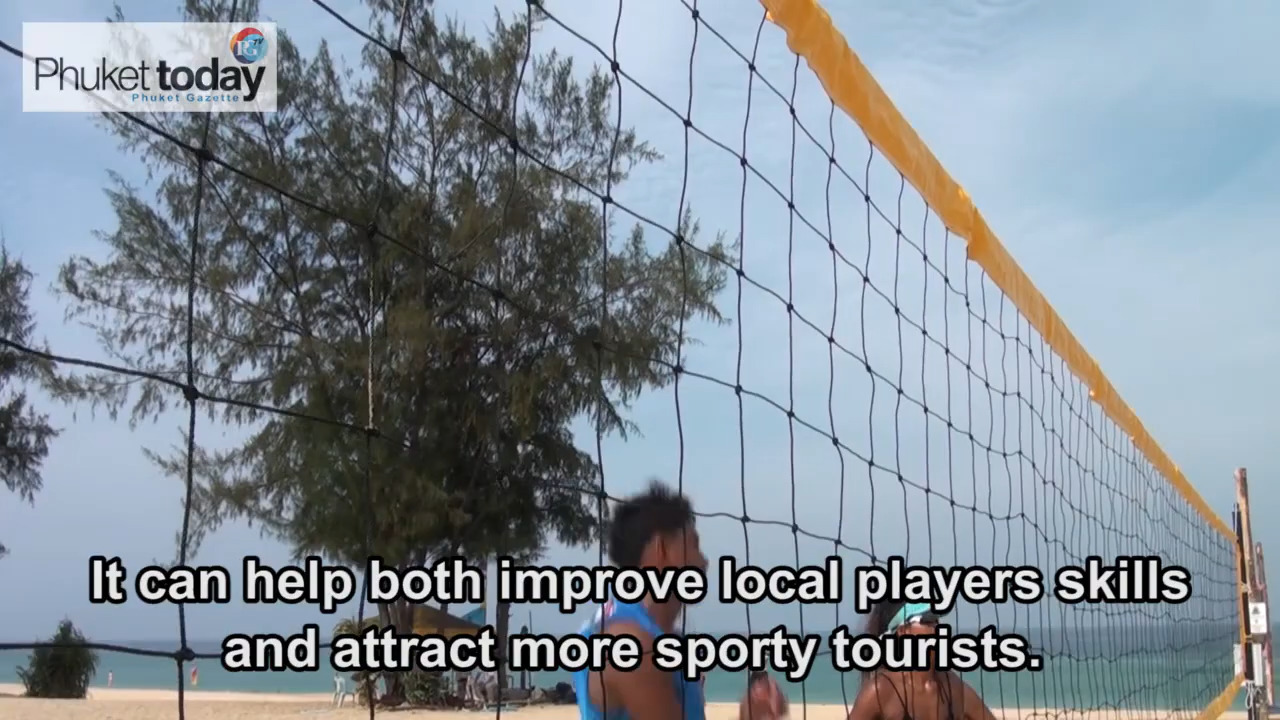 Phuket today
Phuket Gazette
It can help both improve local players skills
and attract more sporty tourists.